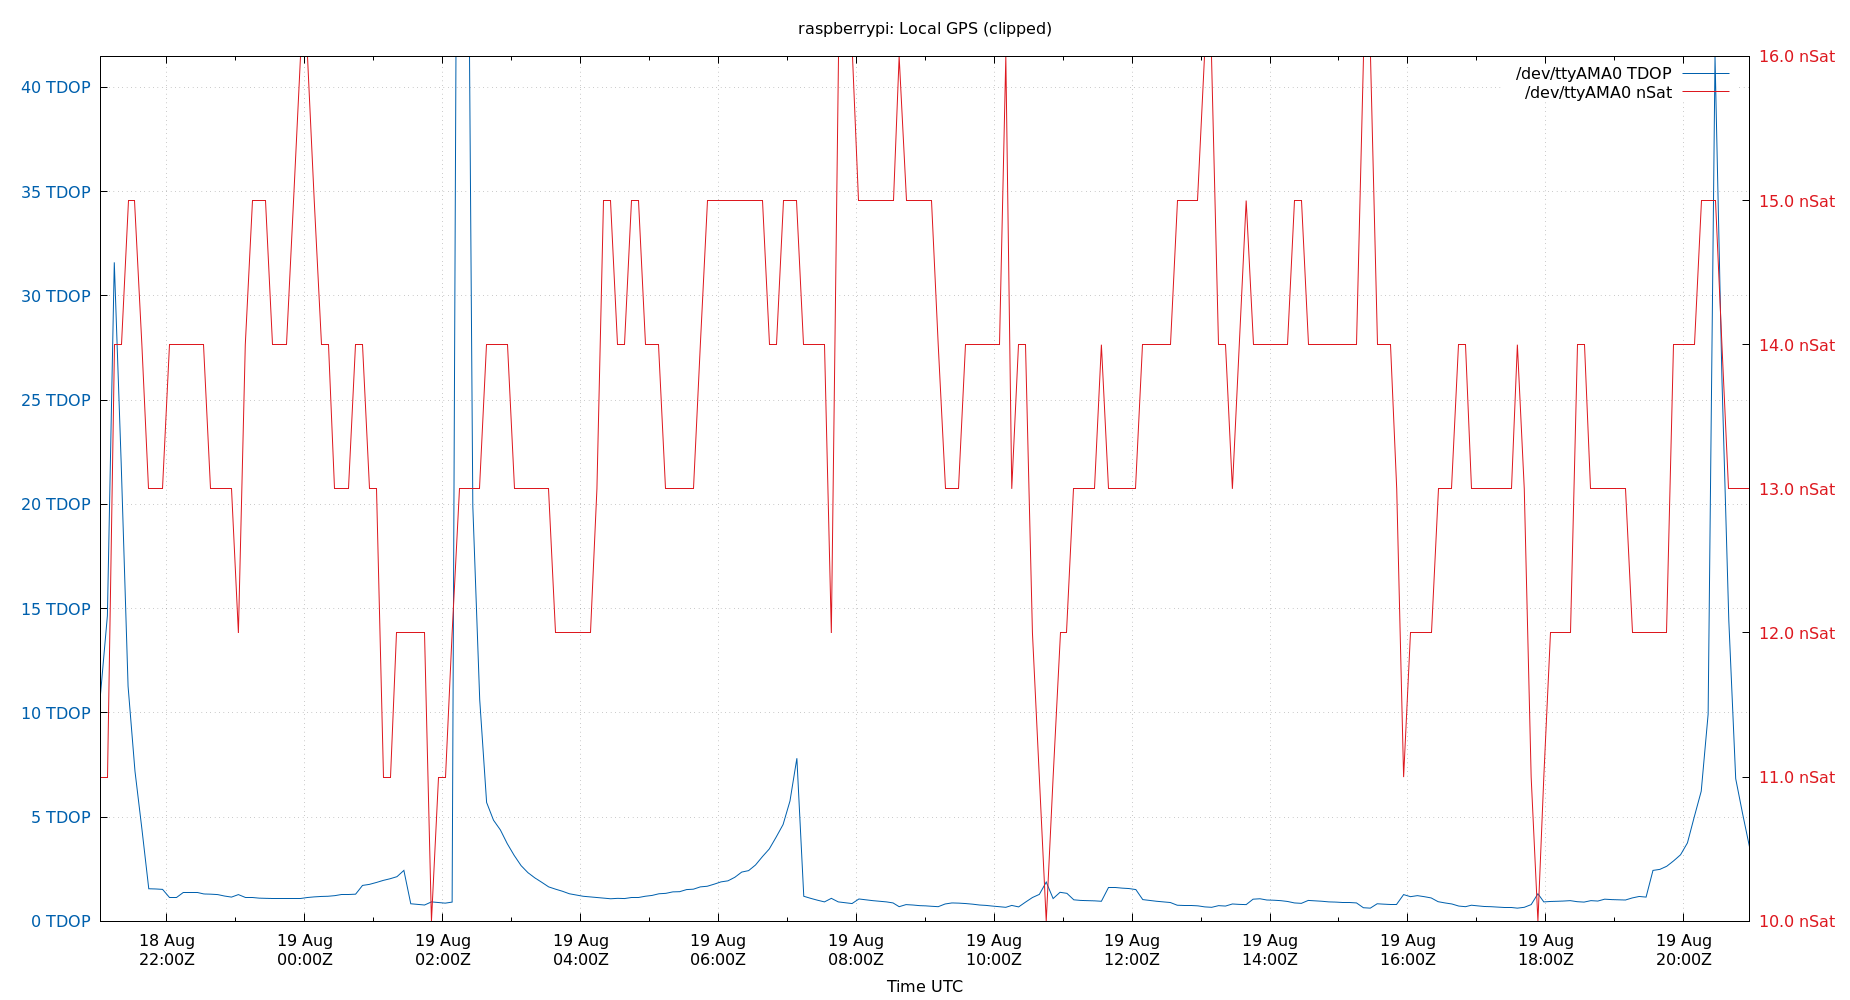 raspberrypi: Local GPS (clipped)
/dev/ttyAMA0 TDOP
/dev/ttyAMA0 nSat
40 TDOP
35 TDOP
30 TDOP
25 TDOP
20 TDOP
15 TDOP
10 TDOP
5 TDOP
0 TDOP
16.0 nSat
15.0 nSat
14.0 nSat
13.0 nSat
12.0 nSat
11.0 nSat
10.0 nSat
18 Aug
22:00Z
19 Aug
00:00Z
19 Aug
02:00Z
19 Aug
04:00Z
19 Aug
06:00Z
19 Aug
08:00Z
19 Aug
10:00Z
19 Aug
12:00Z
19 Aug
14:00Z
19 Aug
16:00Z
19 Aug
18:00Z
19 Aug
20:00Z
Time UTC